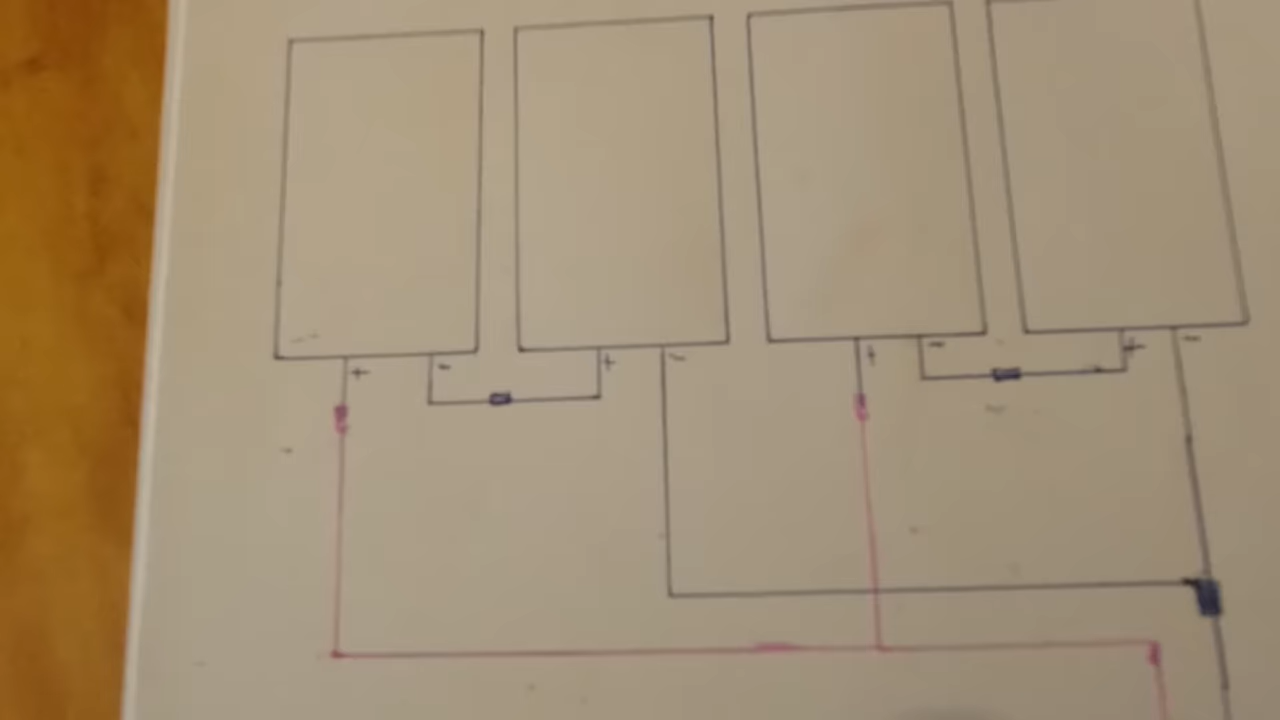 + - + - + - + -